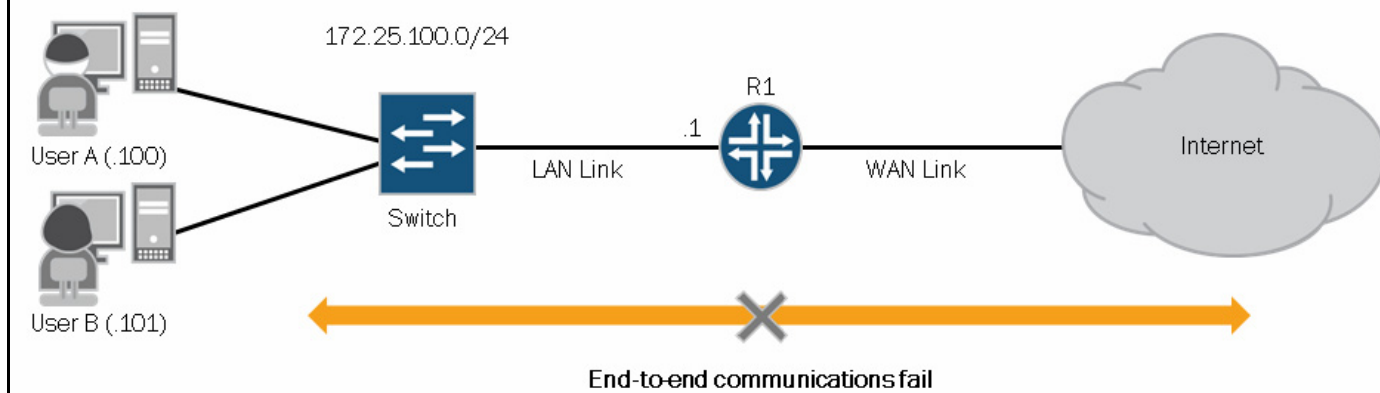 172.25.100.0/24
R1
.1
User A (.100)
LAN Link
WAN Link
Internet
Switch
User B (.101)
End-to-end communications fail